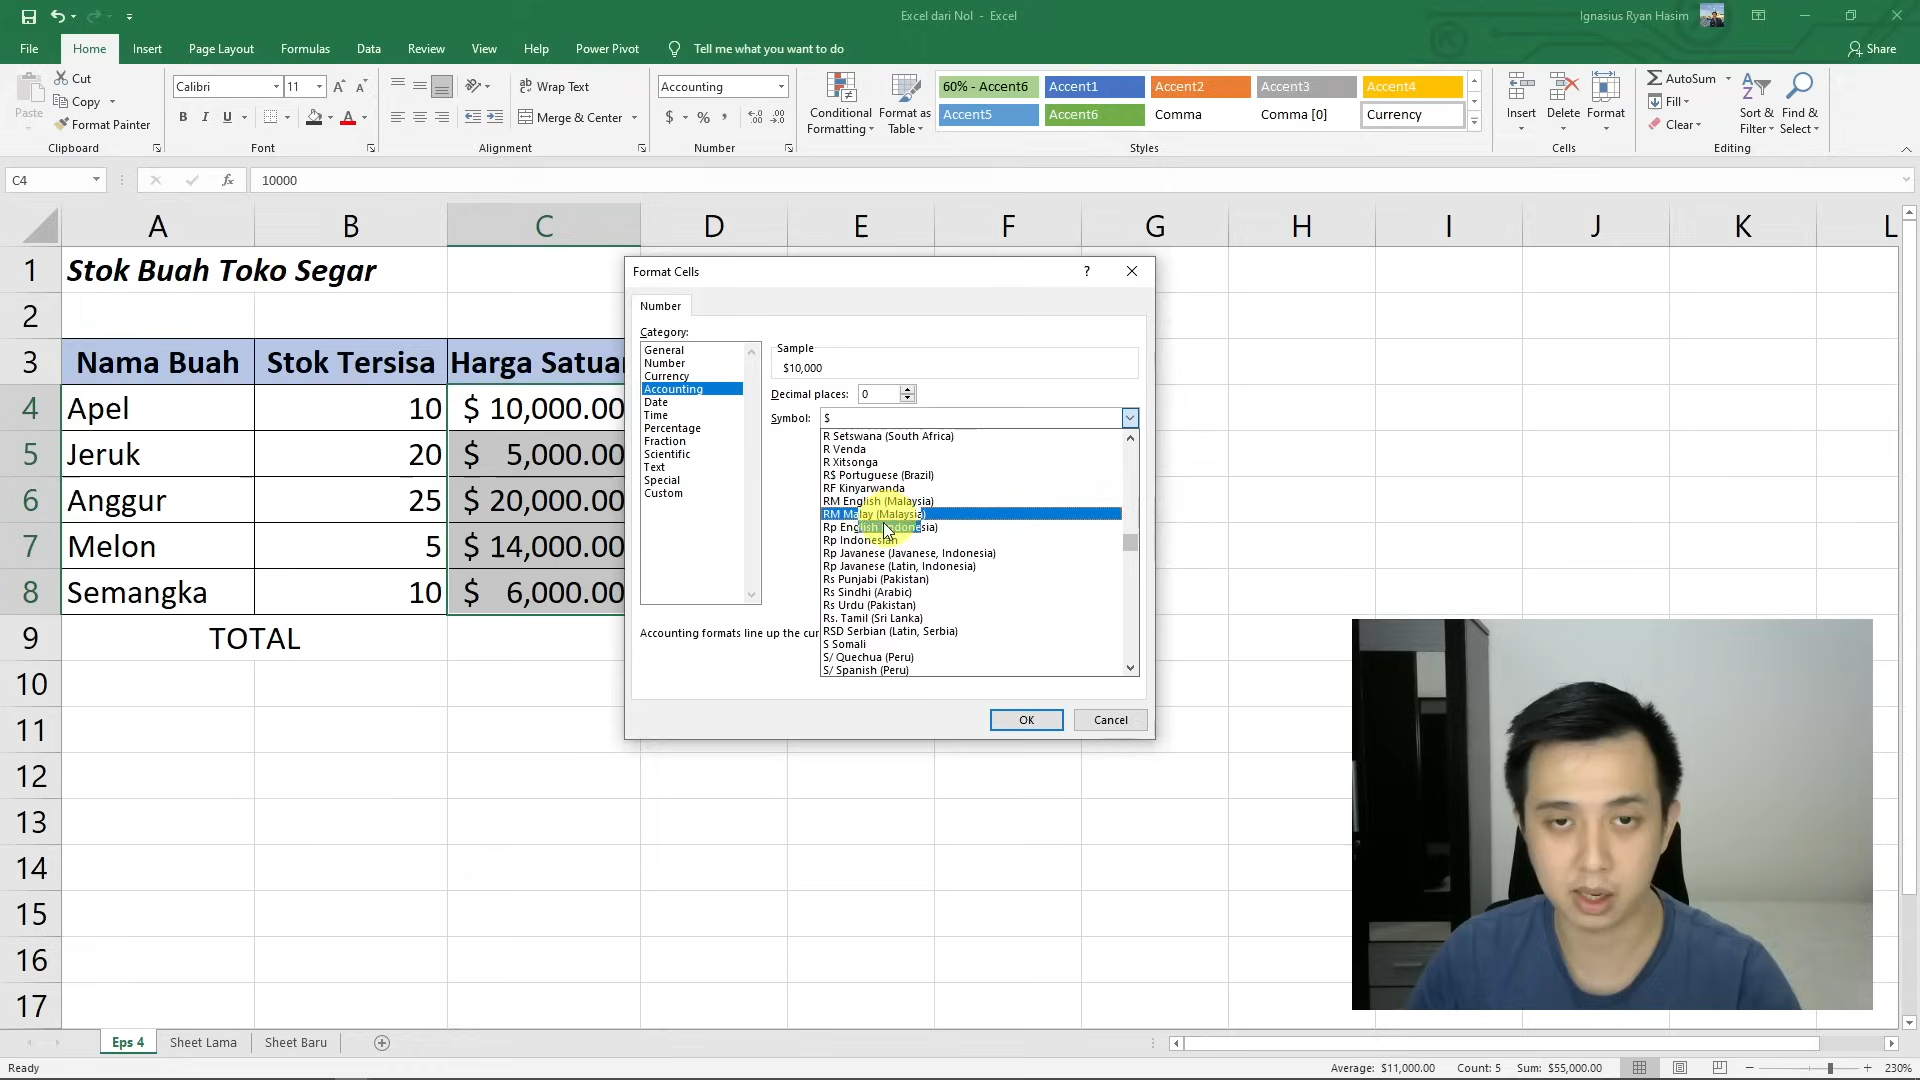 Excel dari Nol - Excel
Ignasius Ryan Hasim
File Home Insert Page Layout Formulas Data Review View Help Power Pivot Tell me what you want to do Share
Paste
Cut
Copy
Format Painter
Clipboard
Calibri 11
B I U
Font
Wrap Text
Merge & Center
Alignment
Accounting
$ % ,
Number
Conditional Formatting
Format as Table
60% - Accent6 Accent1 Accent2 Accent3 Accent4
Accent5 Accent6 Comma Comma [0] Currency
Styles
Insert Delete Format
Cells
AutoSum
Fill
Clear
Sort & Filter
Find & Select
Editing
C4 fx 10000
A B C D E F G H I J K L
1 Stok Buah Toko Segar
2
3 Nama Buah Stok Tersisa Harga Satuan
4 Apel 10 $ 10,000.00
5 Jeruk 20 $ 5,000.00
6 Anggur 25 $ 20,000.00
7 Melon 5 $ 14,000.00
8 Semangka 10 $ 6,000.00
9 TOTAL
10
11
12
13
14
15
16
17
Format Cells ?
Number
Category:
General
Number
Currency
Accounting
Date
Time
Percentage
Fraction
Scientific
Text
Special
Custom
Sample
$10,000
Decimal places: 0
Symbol: $
R Setswana (South Africa)
R Venda
R Xitsonga
R$ Portuguese (Brazil)
RF Kinyarwanda
RM English (Malaysia)
RM Malay (Malaysia)
Rp English (Indonesia)
Rp Indonesian
Rp Javanese (Javanese, Indonesia)
Rp Javanese (Latin, Indonesia)
Rs Punjabi (Pakistan)
Rs Sindhi (Arabic)
Rs Urdu (Pakistan)
Rs. Tamil (Sri Lanka)
RSD Serbian (Latin, Serbia)
S Somali
S/ Quechua (Peru)
S/ Spanish (Peru)
Accounting formats line up the cur
OK Cancel
Eps 4 Sheet Lama Sheet Baru
Ready Average: $11,000.00 Count: 5 Sum: $55,000.00 230%